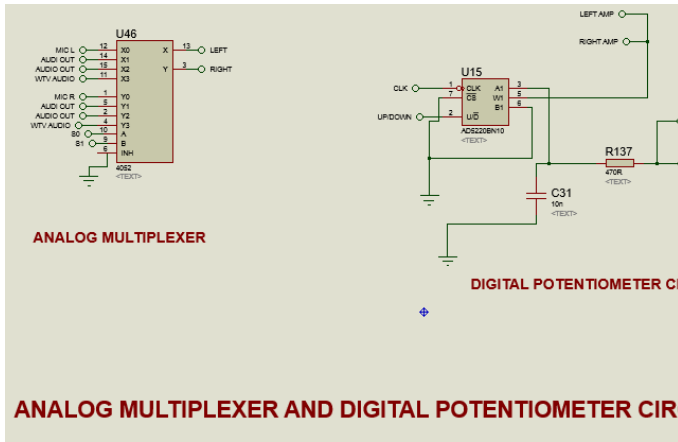 U46
MIC L 12 X0 X 13 LEFT
AUDI OUT 14 X1
AUDIO OUT 15 X2 Y 3 RIGHT
WTV AUDIO 11 X3
MIC R 1 Y0
AUDI OUT 5 Y1
AUDIO OUT 2 Y2
WTV AUDIO 4 Y3
S0 10 A
S1 9 B
6 INH
4052
<TEXT>
ANALOG MULTIPLEXER
LEFT AMP
RIGHT AMP
U15
CLK 1 CLK A1 3
7 CS W1 5
B1 6
UP/DOWN 2 U/D
AD5220BN10
<TEXT>
R137
470R
<TEXT>
C31
10n
<TEXT>
DIGITAL POTENTIOMETER CI
ANALOG MULTIPLEXER AND DIGITAL POTENTIOMETER CIR